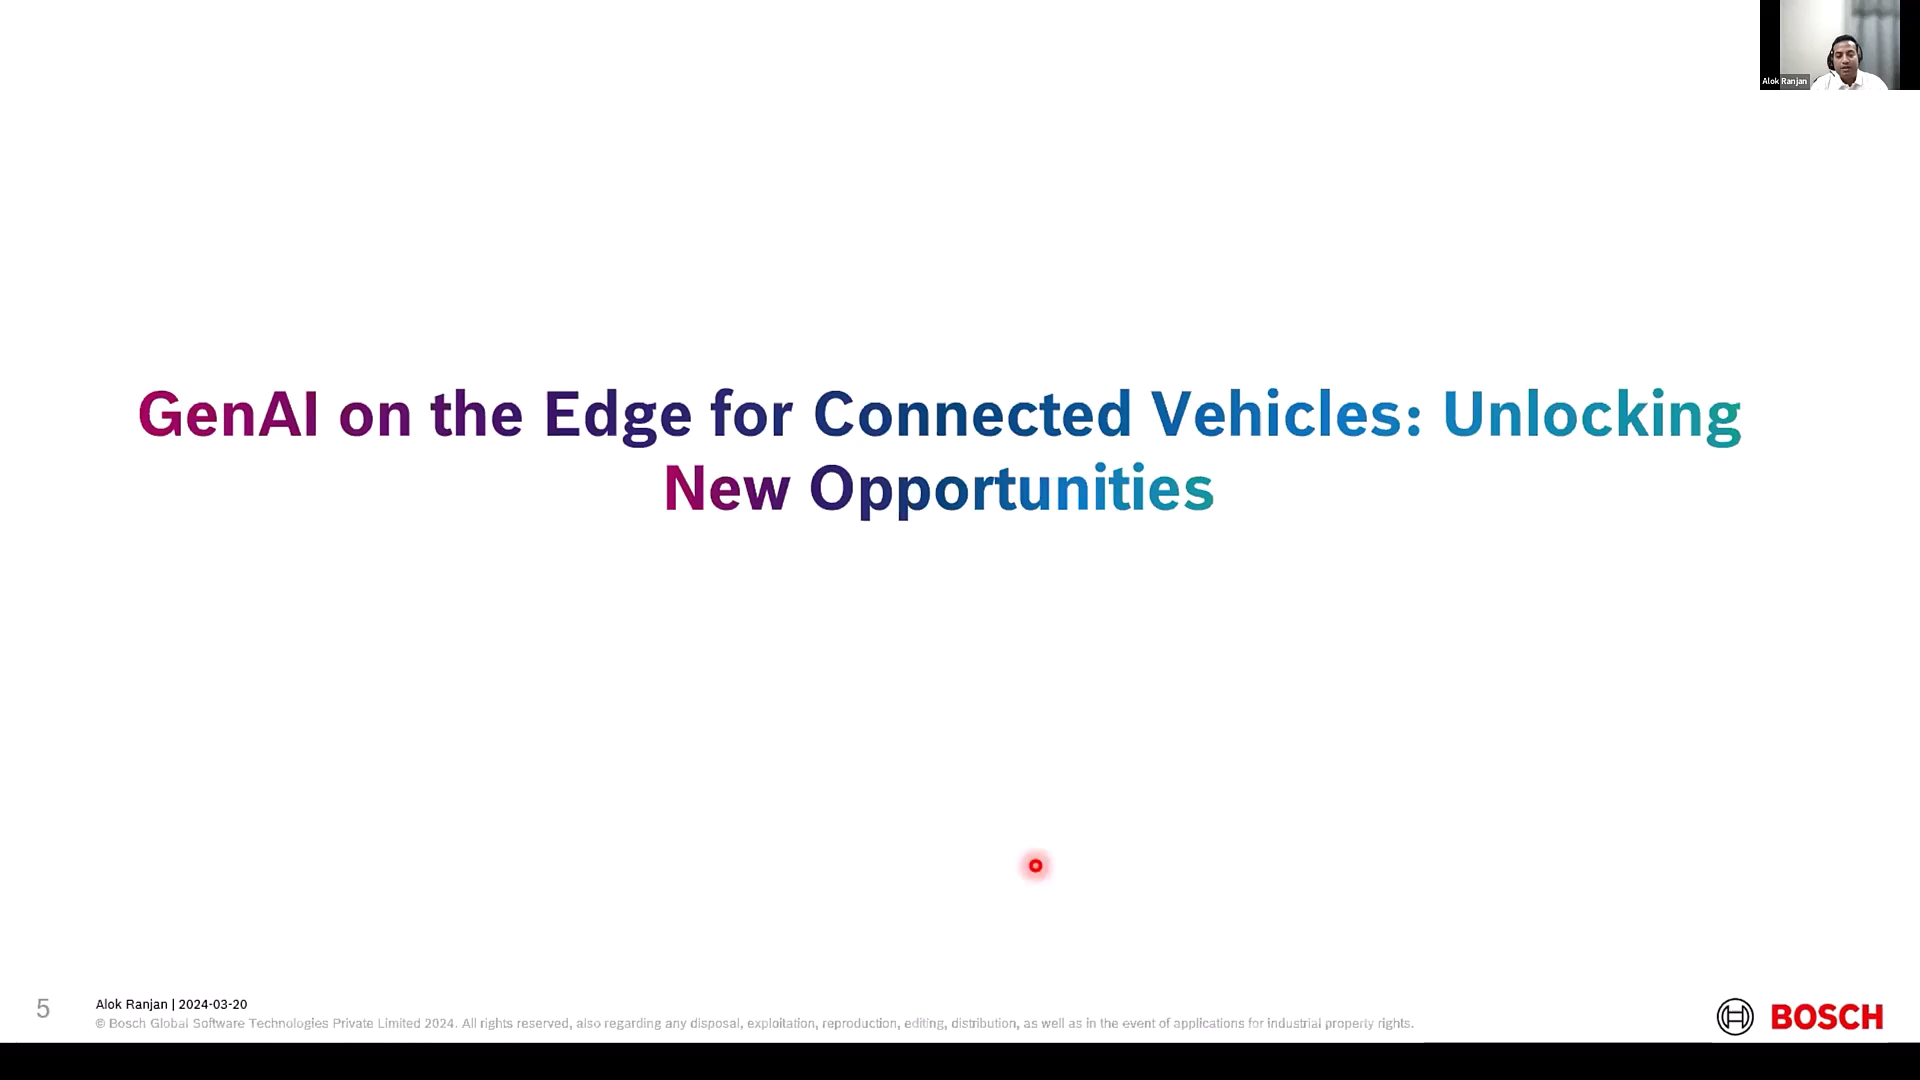 Alok Ranjan
GenAI on the Edge for Connected Vehicles: Unlocking
New Opportunities
5
Alok Ranjan | 2024-03-20
© Bosch Global Software Technologies Private Limited 2024. All rights reserved, also regarding any disposal, exploitation, reproduction, editing, distribution, as well as in the event of applications for industrial property rights.
BOSCH